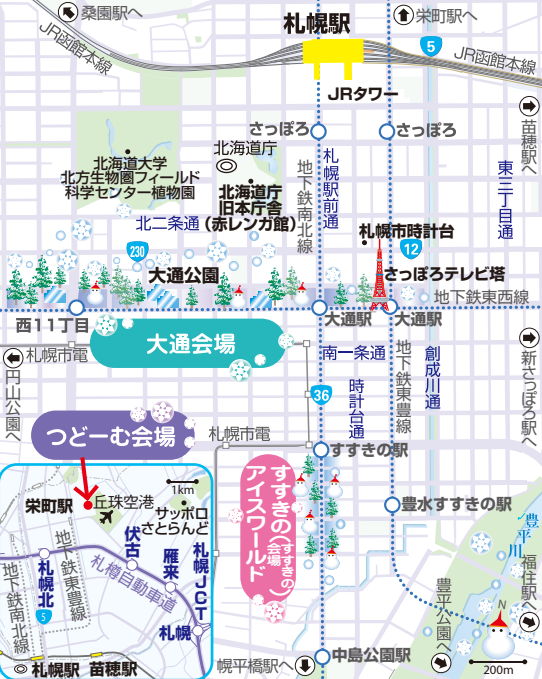 桑園駅へ
札幌駅
栄町駅へ
JR函館本線
5
JR函館本線
JRタワー
苗穂駅へ
さっぽろ
さっぽろ
北海道大学
北方生物圏フィールド
科学センター植物園
北海道庁
北海道庁
旧本庁舎
(赤レンガ館)
地下鉄南北線
札幌駅前通
東三丁目通
北二条通
札幌市時計台
230
12
大通公園
さっぽろテレビ塔
地下鉄東西線
西11丁目
大通駅
大通駅
大通会場
南一条通
札幌市電
円山公園へ
新さっぽろ駅へ
36
時計台通
地下鉄東豊線
創成川通
つどーむ会場
札幌市電
すすきの駅
すすきの
アイスワールド
(すすきの
会場)
豊水すすきの駅
豊平川
福住駅へ
豊平公園へ
N
200m
中島公園駅
幌平橋駅へ
1km
栄町駅
丘珠空港
サッポロ
さとらんど
地下鉄南北線
地下鉄東豊線
札幌北
5
伏古
雁来
札幌JCT
札樽自動車道
札幌
札幌駅
苗穂駅